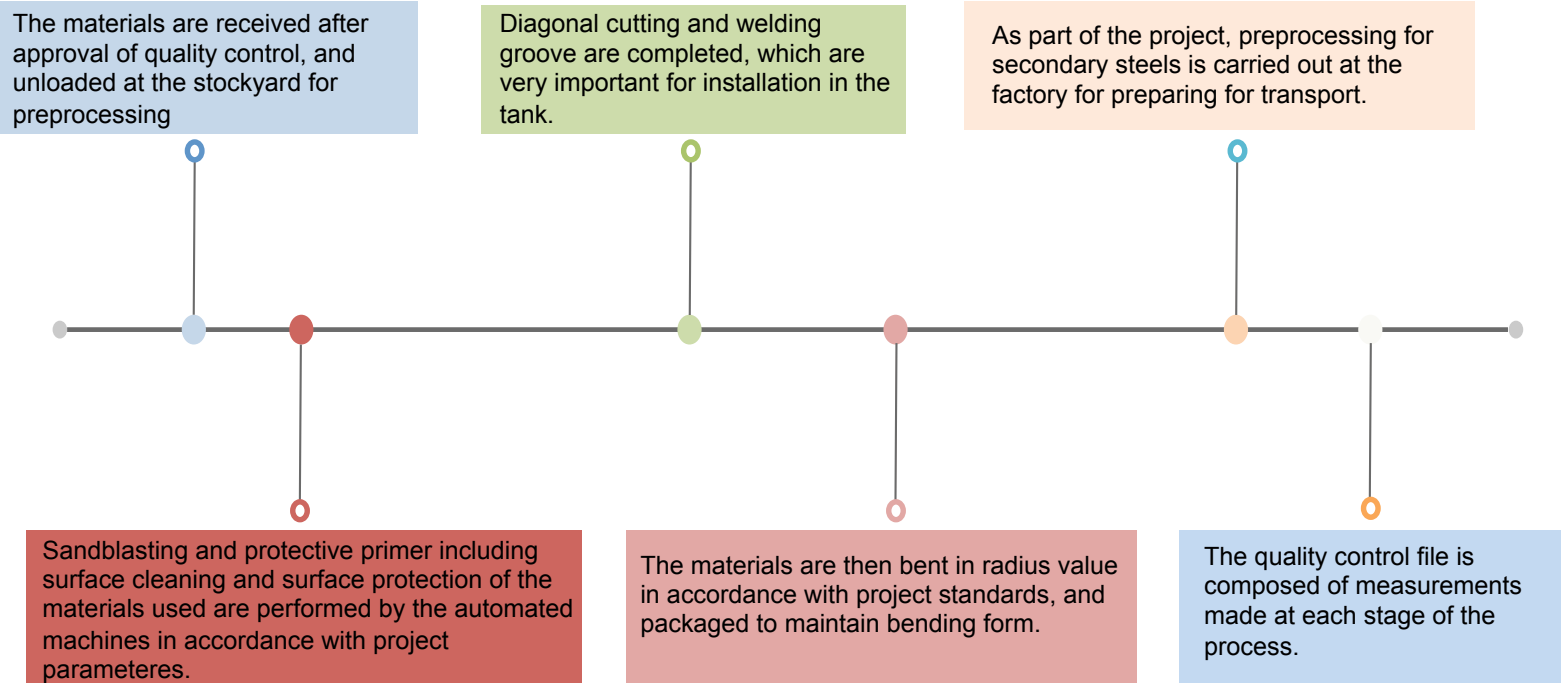 The materials are received after
approval of quality control, and
unloaded at the stockyard for
preprocessing
Diagonal cutting and welding
groove are completed, which are
very important for installation in the
tank.
As part of the project, preprocessing for
secondary steels is carried out at the
factory for preparing for transport.
Sandblasting and protective primer including
surface cleaning and surface protection of the
materials used are performed by the automated
machines in accordance with project
parameteres.
The materials are then bent in radius value
in accordance with project standards, and
packaged to maintain bending form.
The quality control file is
composed of measurements
made at each stage of the
process.